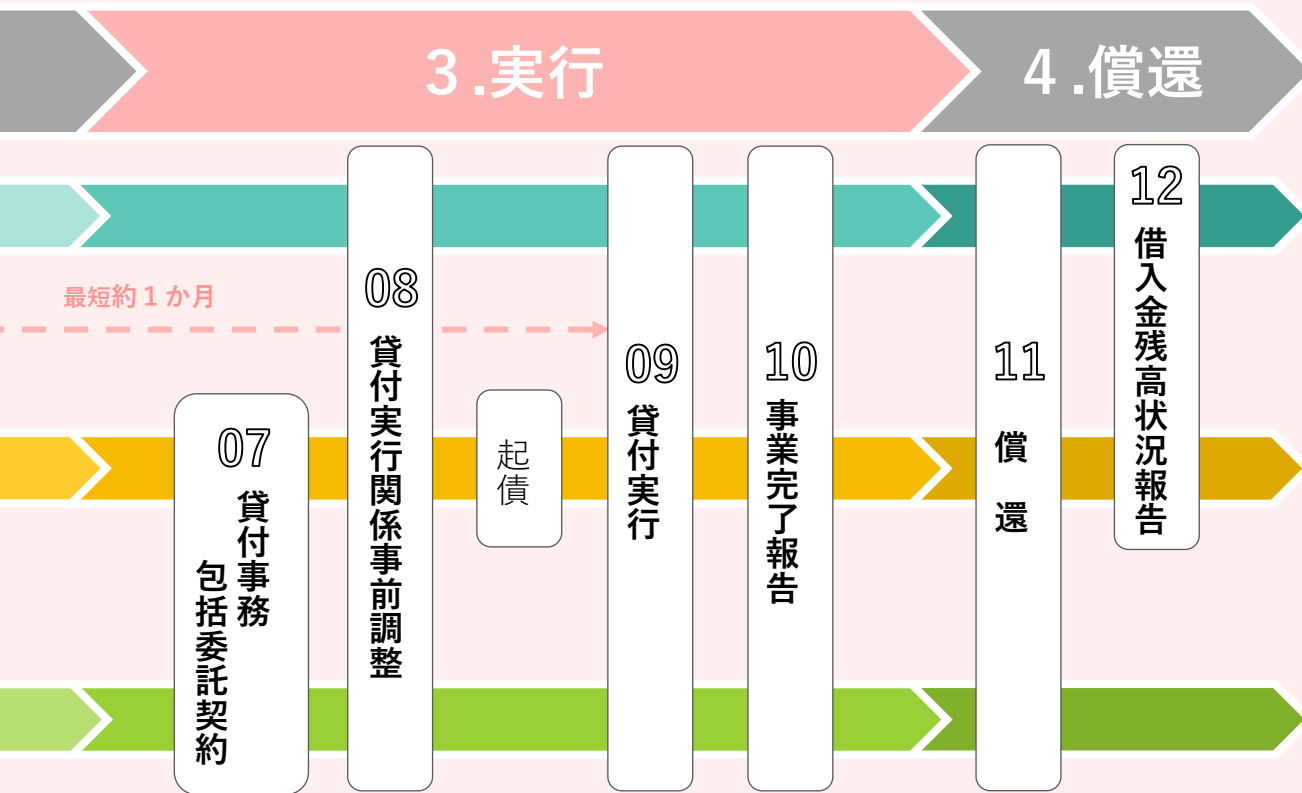 3.実行
4.償還
最短約1か月
07
貸付事務
包括委託契約
08
貸付実行関係事前調整
起債
09
貸付実行
10
事業完了報告
11
償還
12
借入金残高状況報告